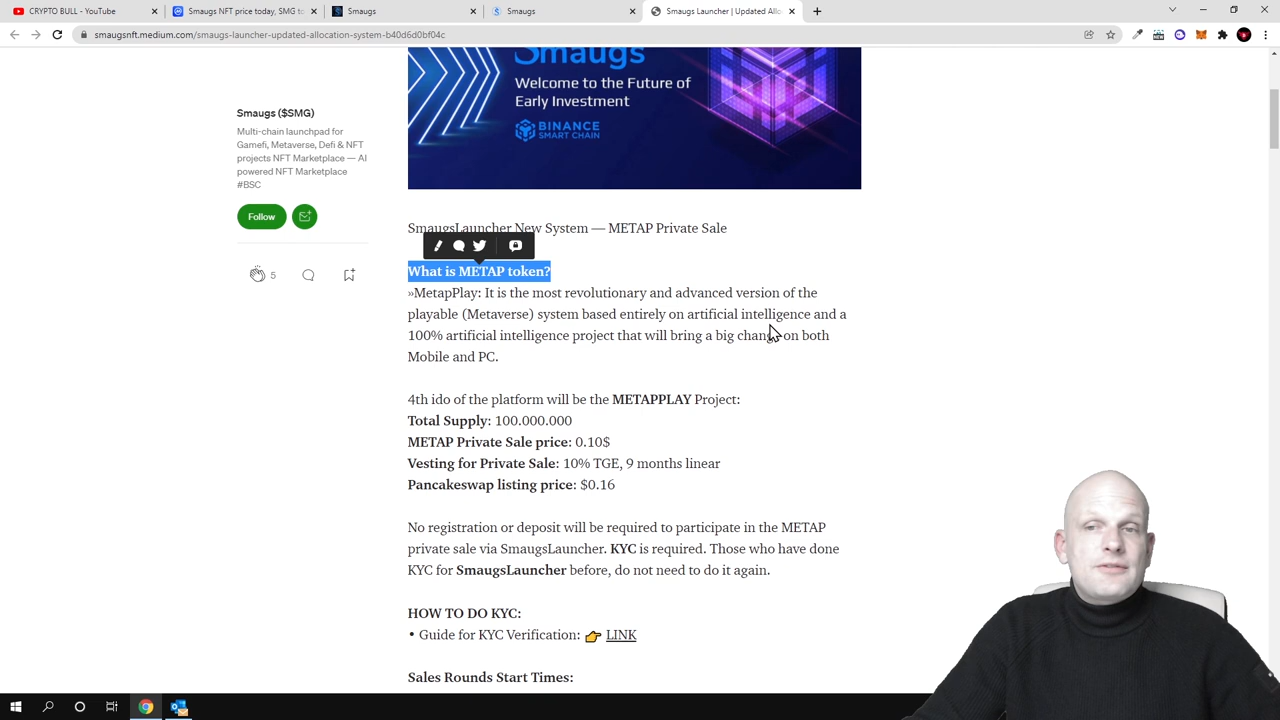 CRYPTO BULL - YouTube
Smaugs NFT price today, SMG to
Smaugs
Smaugs
Smaugs Launcher | Updated Allo
smaugsnft.medium.com/smaugs-launcher-updated-allocation-system-b40d6d0bf04c
Smaugs
Welcome to the Future of
Early Investment
BINANCE
SMART CHAIN
Smaugs ($SMG)
Multi-chain launchpad for
Gamefi, Metaverse, Defi & NFT
projects NFT Marketplace — AI
powered NFT Marketplace
#BSC
Follow
5
SmaugsLauncher New System — METAP Private Sale
What is METAP token?
»MetapPlay: It is the most revolutionary and advanced version of the
playable (Metaverse) system based entirely on artificial intelligence and a
100% artificial intelligence project that will bring a big change on both
Mobile and PC.
4th ido of the platform will be the METAPPLAY Project:
Total Supply: 100.000.000
METAP Private Sale price: 0.10$
Vesting for Private Sale: 10% TGE, 9 months linear
Pancakeswap listing price: $0.16
No registration or deposit will be required to participate in the METAP
private sale via SmaugsLauncher. KYC is required. Those who have done
KYC for SmaugsLauncher before, do not need to do it again.
HOW TO DO KYC:
• Guide for KYC Verification: 👉 LINK
Sales Rounds Start Times: